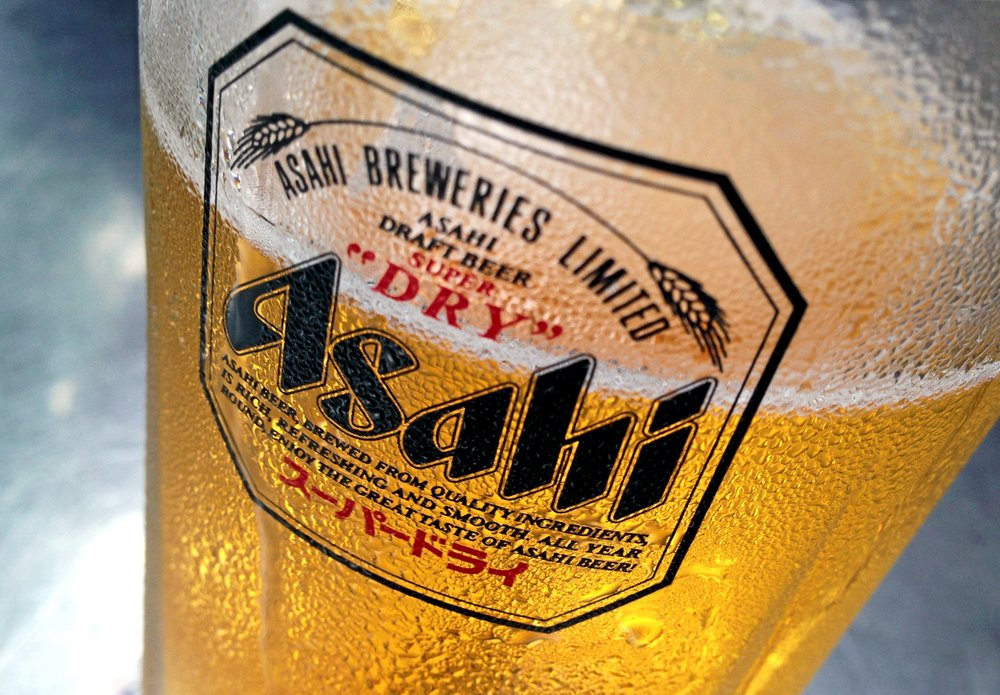 ASAHI BREWERIES LIMITED
ASAHI
DRAFT BEER
SUPER
"DRY"
Asahi
ASAHI BEER, BREWED FROM QUALITY INGREDIENTS,
IS RICH, REFRESHING AND SMOOTH. ALL YEAR
ROUND ENJOY THE GREAT TASTE OF ASAHI BEER!
スーパードライ